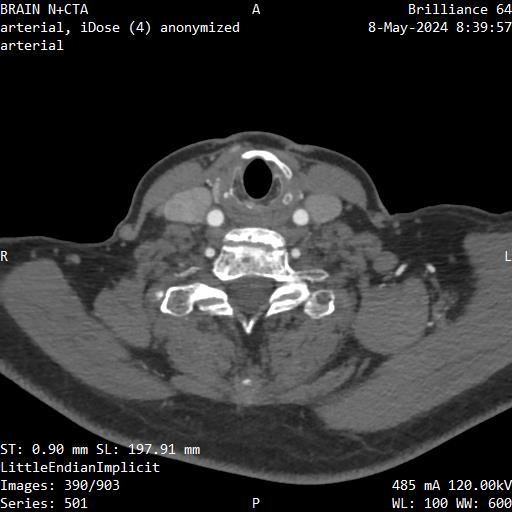 BRAIN N+CTA
arterial, iDose (4) anonymized
arterial
A
Brilliance 64
8-May-2024 8:39:57
R
L
ST: 0.90 mm SL: 197.91 mm
LittleEndianImplicit
Images: 390/903
Series: 501
P
485 mA 120.00kV
WL: 100 WW: 600